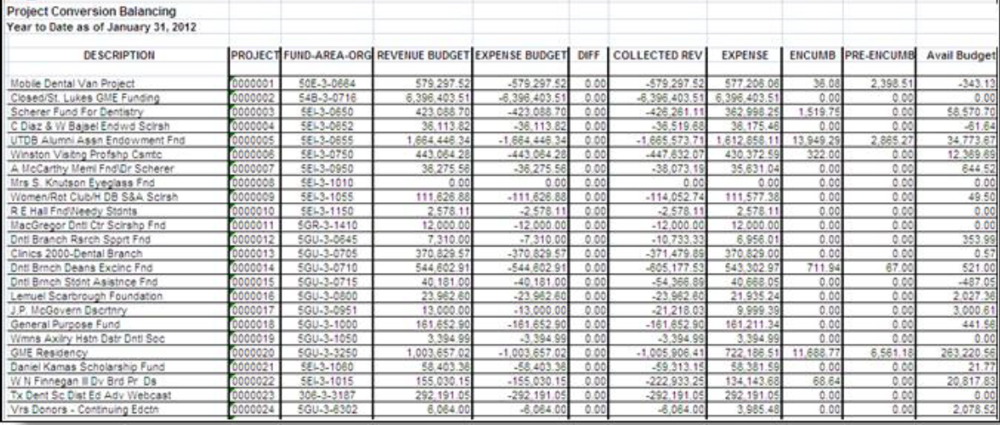 Project Conversion Balancing
Year to Date as of January 31, 2012
DESCRIPTION PROJECT FUND-AREA-ORG REVENUE BUDGET EXPENSE BUDGET DIFF COLLECTED REV EXPENSE ENCUMB PRE-ENCUMB Avail Budget
Mobile Dental Van Project 0000001 50E-3-0664 579,297.52 -579,297.52 0.00 -579,297.52 577,206.06 36.08 2,398.51 -343.13
Closed/St. Lukes GME Funding 0000002 54B-3-0716 6,396,403.51 -6,396,403.51 0.00 -6,396,403.51 6,396,403.51 0.00 0.00 0.00
Scherer Fund For Dentistry 0000003 5EI-3-0650 423,088.70 -423,088.70 0.00 -426,261.11 362,998.25 1,519.75 0.00 58,570.70
C Diaz & W Bajsel Endwd Sclrsh 0000004 5EI-3-0652 36,113.82 -36,113.82 0.00 -36,519.68 36,175.46 0.00 0.00 -61.64
UTDB Alumni Assn Endowment Fnd 0000005 5EI-3-0655 1,664,446.34 -1,664,446.34 0.00 -1,665,573.71 1,612,858.11 13,949.29 2,865.27 34,773.67
Winston Visitng Profshp Csmtc 0000006 5EI-3-0750 443,064.28 -443,064.28 0.00 -447,632.07 430,372.59 322.00 0.00 12,369.69
A McCarthy Meml Fnd\Dr Scherer 0000007 5EI-3-0950 36,275.56 -36,275.56 0.00 -38,073.19 35,631.04 0.00 0.00 644.52
Mrs S. Knutson Eyeglass Fnd 0000008 5EI-3-1010 0.00 0.00 0.00 0.00 0.00 0.00 0.00 0.00
Women/Rot Club/H DB S&A Sclrsh 0000009 5EI-3-1055 111,626.88 -111,626.88 0.00 -114,052.74 111,577.38 0.00 0.00 49.50
R E Hall Fnd\Needy Stdnts 0000010 5EI-3-1150 2,578.11 -2,578.11 0.00 -2,578.11 2,578.11 0.00 0.00 0.00
MacGregor Dntl Ctr Sclrshp Fnd 0000011 5GR-3-1410 12,000.00 -12,000.00 0.00 -12,000.00 12,000.00 0.00 0.00 0.00
Dntl Branch Rsrch Spprt Fnd 0000012 5GU-3-0645 7,310.00 -7,310.00 0.00 -10,733.33 6,956.01 0.00 0.00 353.99
Clinics 2000-Dental Branch 0000013 5GU-3-0705 370,829.57 -370,829.57 0.00 -371,479.89 370,829.00 0.00 0.00 0.57
Dntl Brnch Deans Exclnc Fnd 0000014 5GU-3-0710 544,602.91 -544,602.91 0.00 -605,177.53 543,302.97 711.94 67.00 521.00
Dntl Brnch Stdnt Asistnce Fnd 0000015 5GU-3-0715 40,181.00 -40,181.00 0.00 -54,366.89 40,668.05 0.00 0.00 -487.05
Lemuel Scarbrough Foundation 0000016 5GU-3-0800 23,962.60 -23,962.60 0.00 -23,962.60 21,935.24 0.00 0.00 2,027.36
J.P. McGovern Dscrtnry 0000017 5GU-3-0951 13,000.00 -13,000.00 0.00 -21,218.03 9,999.39 0.00 0.00 3,000.61
General Purpose Fund 0000018 5GU-3-1000 161,652.90 -161,652.90 0.00 -161,652.90 161,211.34 0.00 0.00 441.56
Wmns Axilry Hstn Dstr Dntl Soc 0000019 5GU-3-1050 3,394.99 -3,394.99 0.00 -3,394.99 3,394.99 0.00 0.00 0.00
GME Residency 0000020 5GU-3-3250 1,003,657.02 -1,003,657.02 0.00 -1,005,906.41 722,186.51 11,688.77 6,561.18 263,220.56
Daniel Kamas Scholarship Fund 0000021 5EI-3-1060 58,403.36 -58,403.36 0.00 -59,313.15 58,381.59 0.00 0.00 21.77
W N Finnegan III Dv Brd Pr Ds 0000022 5EI-3-1015 155,030.15 -155,030.15 0.00 -222,933.25 134,143.68 68.64 0.00 20,817.83
Tx Dent Sc Dist Ed Adv Webcast 0000023 306-3-3187 292,191.05 -292,191.05 0.00 -292,191.05 292,191.05 0.00 0.00 0.00
Vrs Donors - Continuing Edctn 0000024 5GU-3-6302 6,064.00 -6,064.00 0.00 -6,064.00 3,985.48 0.00 0.00 2,078.52